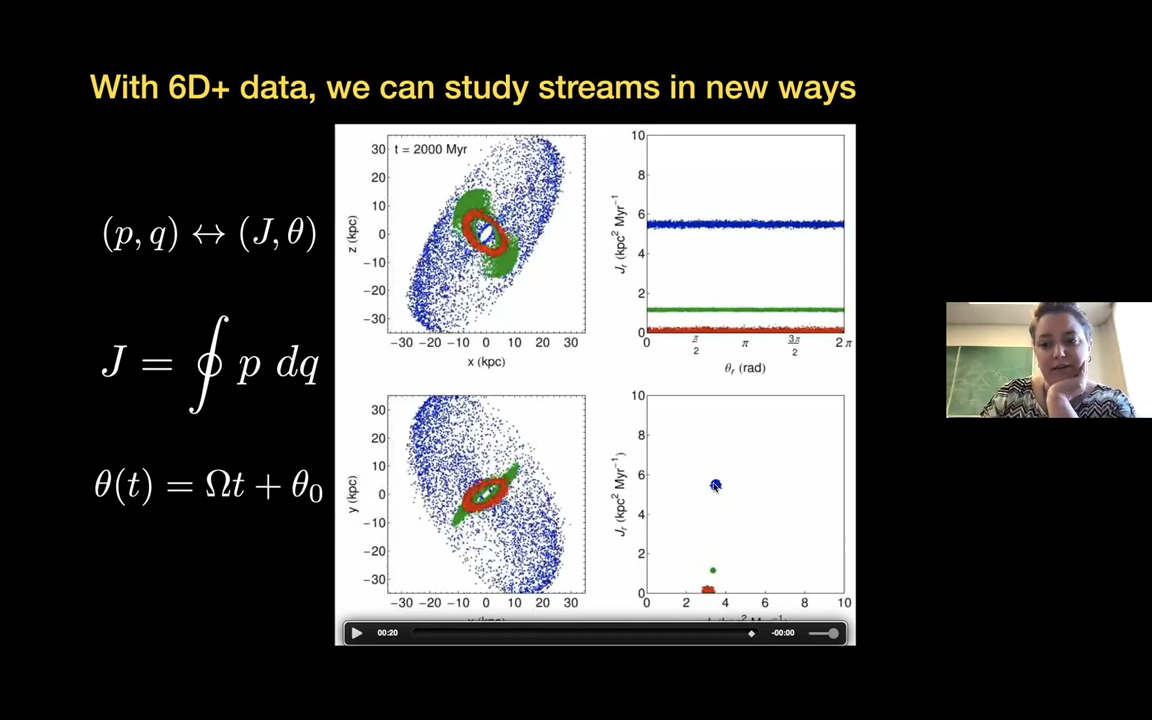 With 6D+ data, we can study streams in new ways
(p, q) ↔ (J, θ)
J = ∮ p dq
θ(t) = Ωt + θ₀
t = 2000 Myr
30
20
10
0
−10
−20
−30
z (kpc)
−30 −20 −10 0 10 20 30
x (kpc)
10
8
6
4
2
0
J_r (kpc² Myr⁻¹)
0 π/2 π 3π/2 2π
θ_r (rad)
30
20
10
0
−10
−20
−30
y (kpc)
−30 −20 −10 0 10 20 30
10
8
6
4
2
0
J_r (kpc² Myr⁻¹)
0 2 4 6 8 10
00:20
-00:00